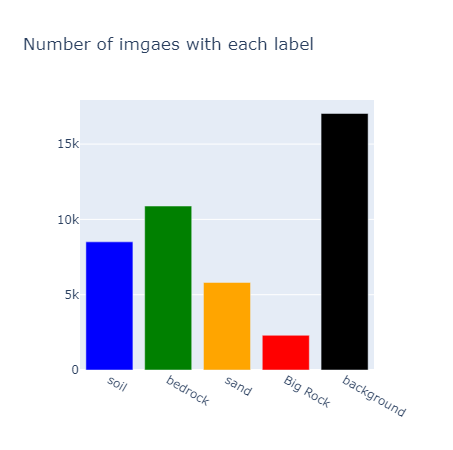 Number of imgaes with each label
15k
10k
5k
0
soil
bedrock
sand
Big Rock
background